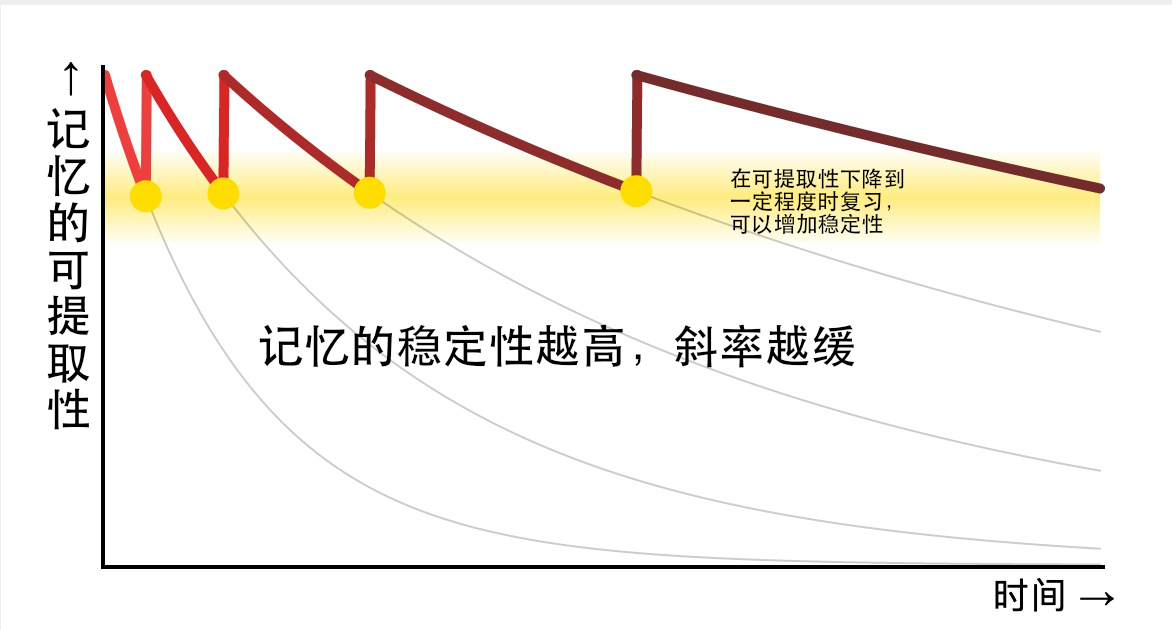 ↑记忆的可提取性
在可提取性下降到
一定程度时复习，
可以增加稳定性
记忆的稳定性越高，斜率越缓
时间→